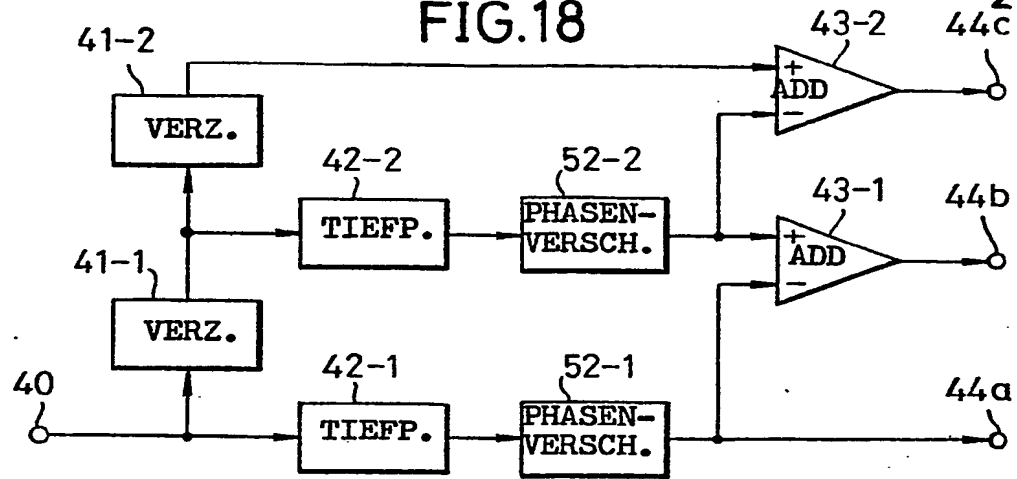 FIG.18
2
41-2
43-2
44c
VERZ.
+
ADD
−
42-2
52-2
43-1
44b
TIEFP.
PHASEN-
VERSCH.
+
ADD
−
41-1
VERZ.
42-1
52-1
44a
40
TIEFP.
PHASEN-
VERSCH.